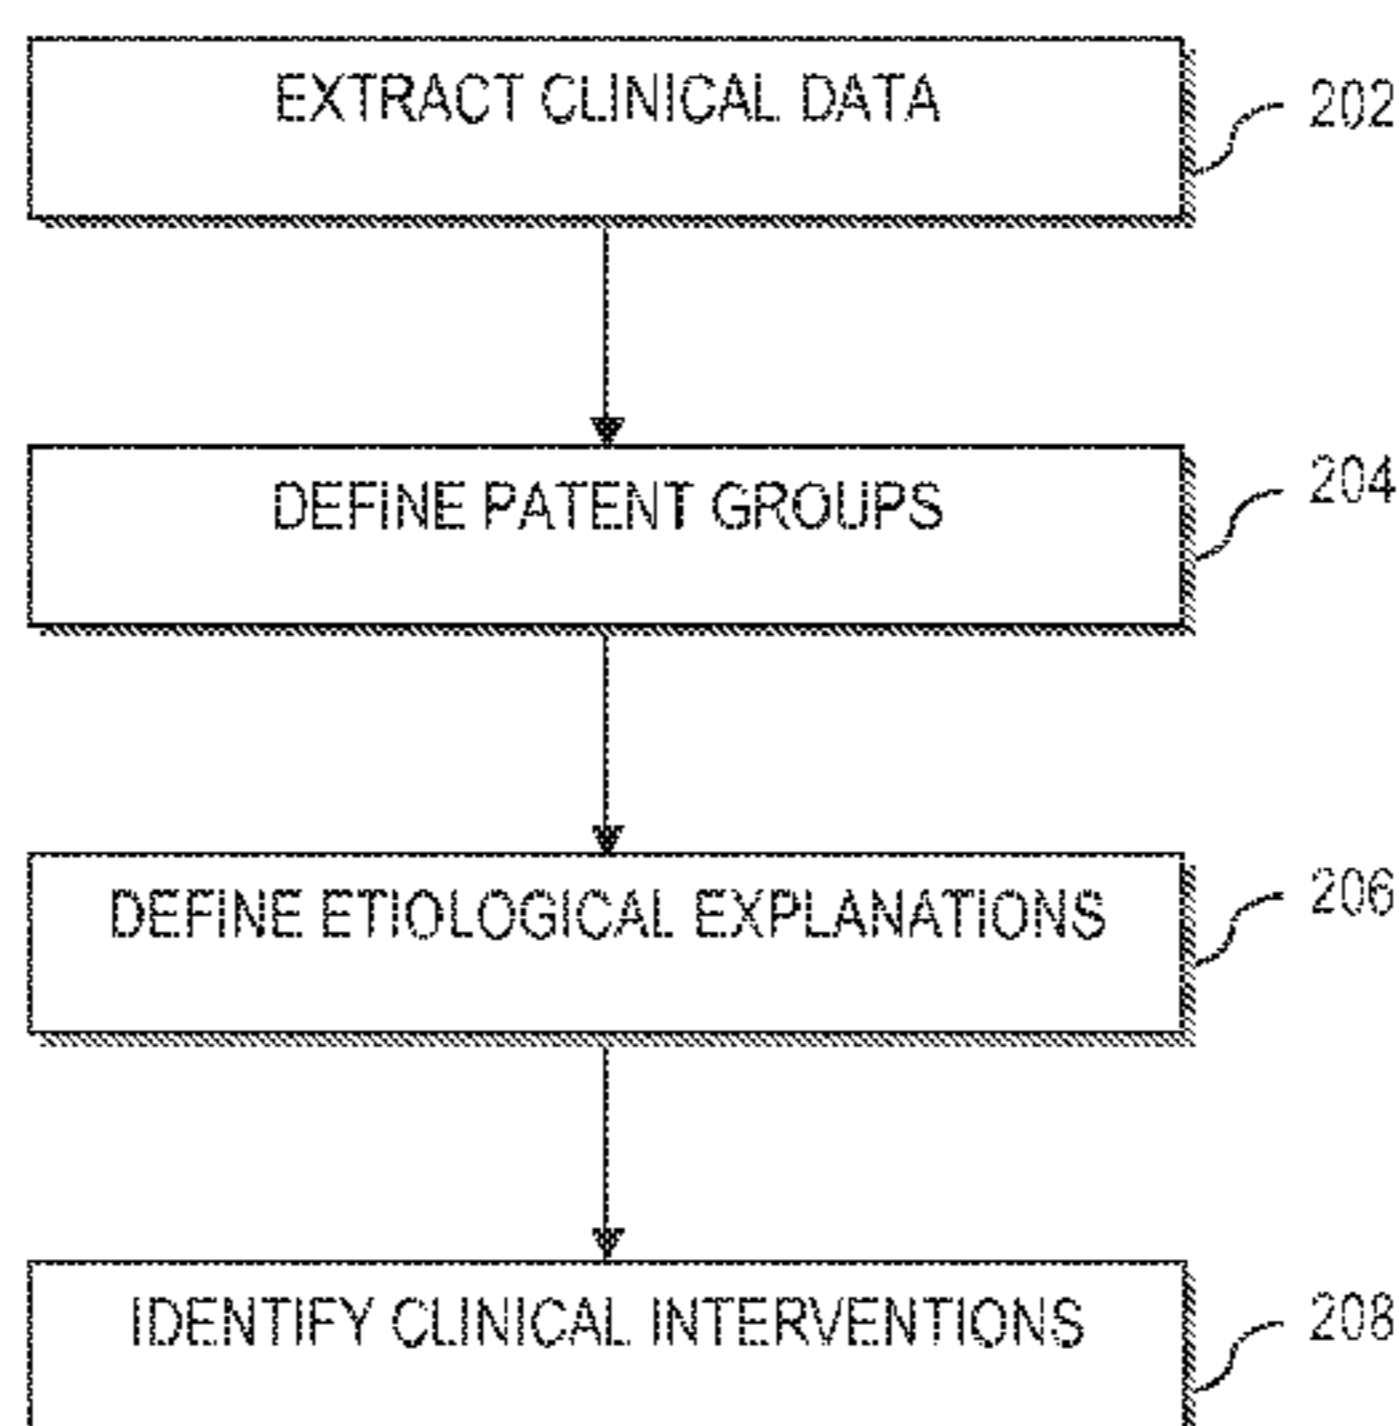 EXTRACT CLINICAL DATA
202
DEFINE PATENT GROUPS
204
DEFINE ETIOLOGICAL EXPLANATIONS
206
IDENTIFY CLINICAL INTERVENTIONS
208